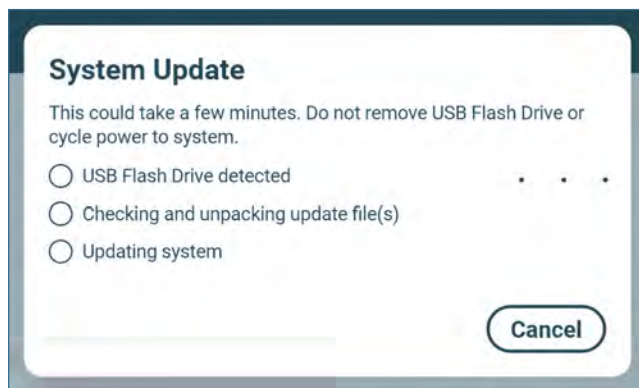 System Update
This could take a few minutes. Do not remove USB Flash Drive or
cycle power to system.
USB Flash Drive detected
. . .
Checking and unpacking update file(s)
Updating system
Cancel